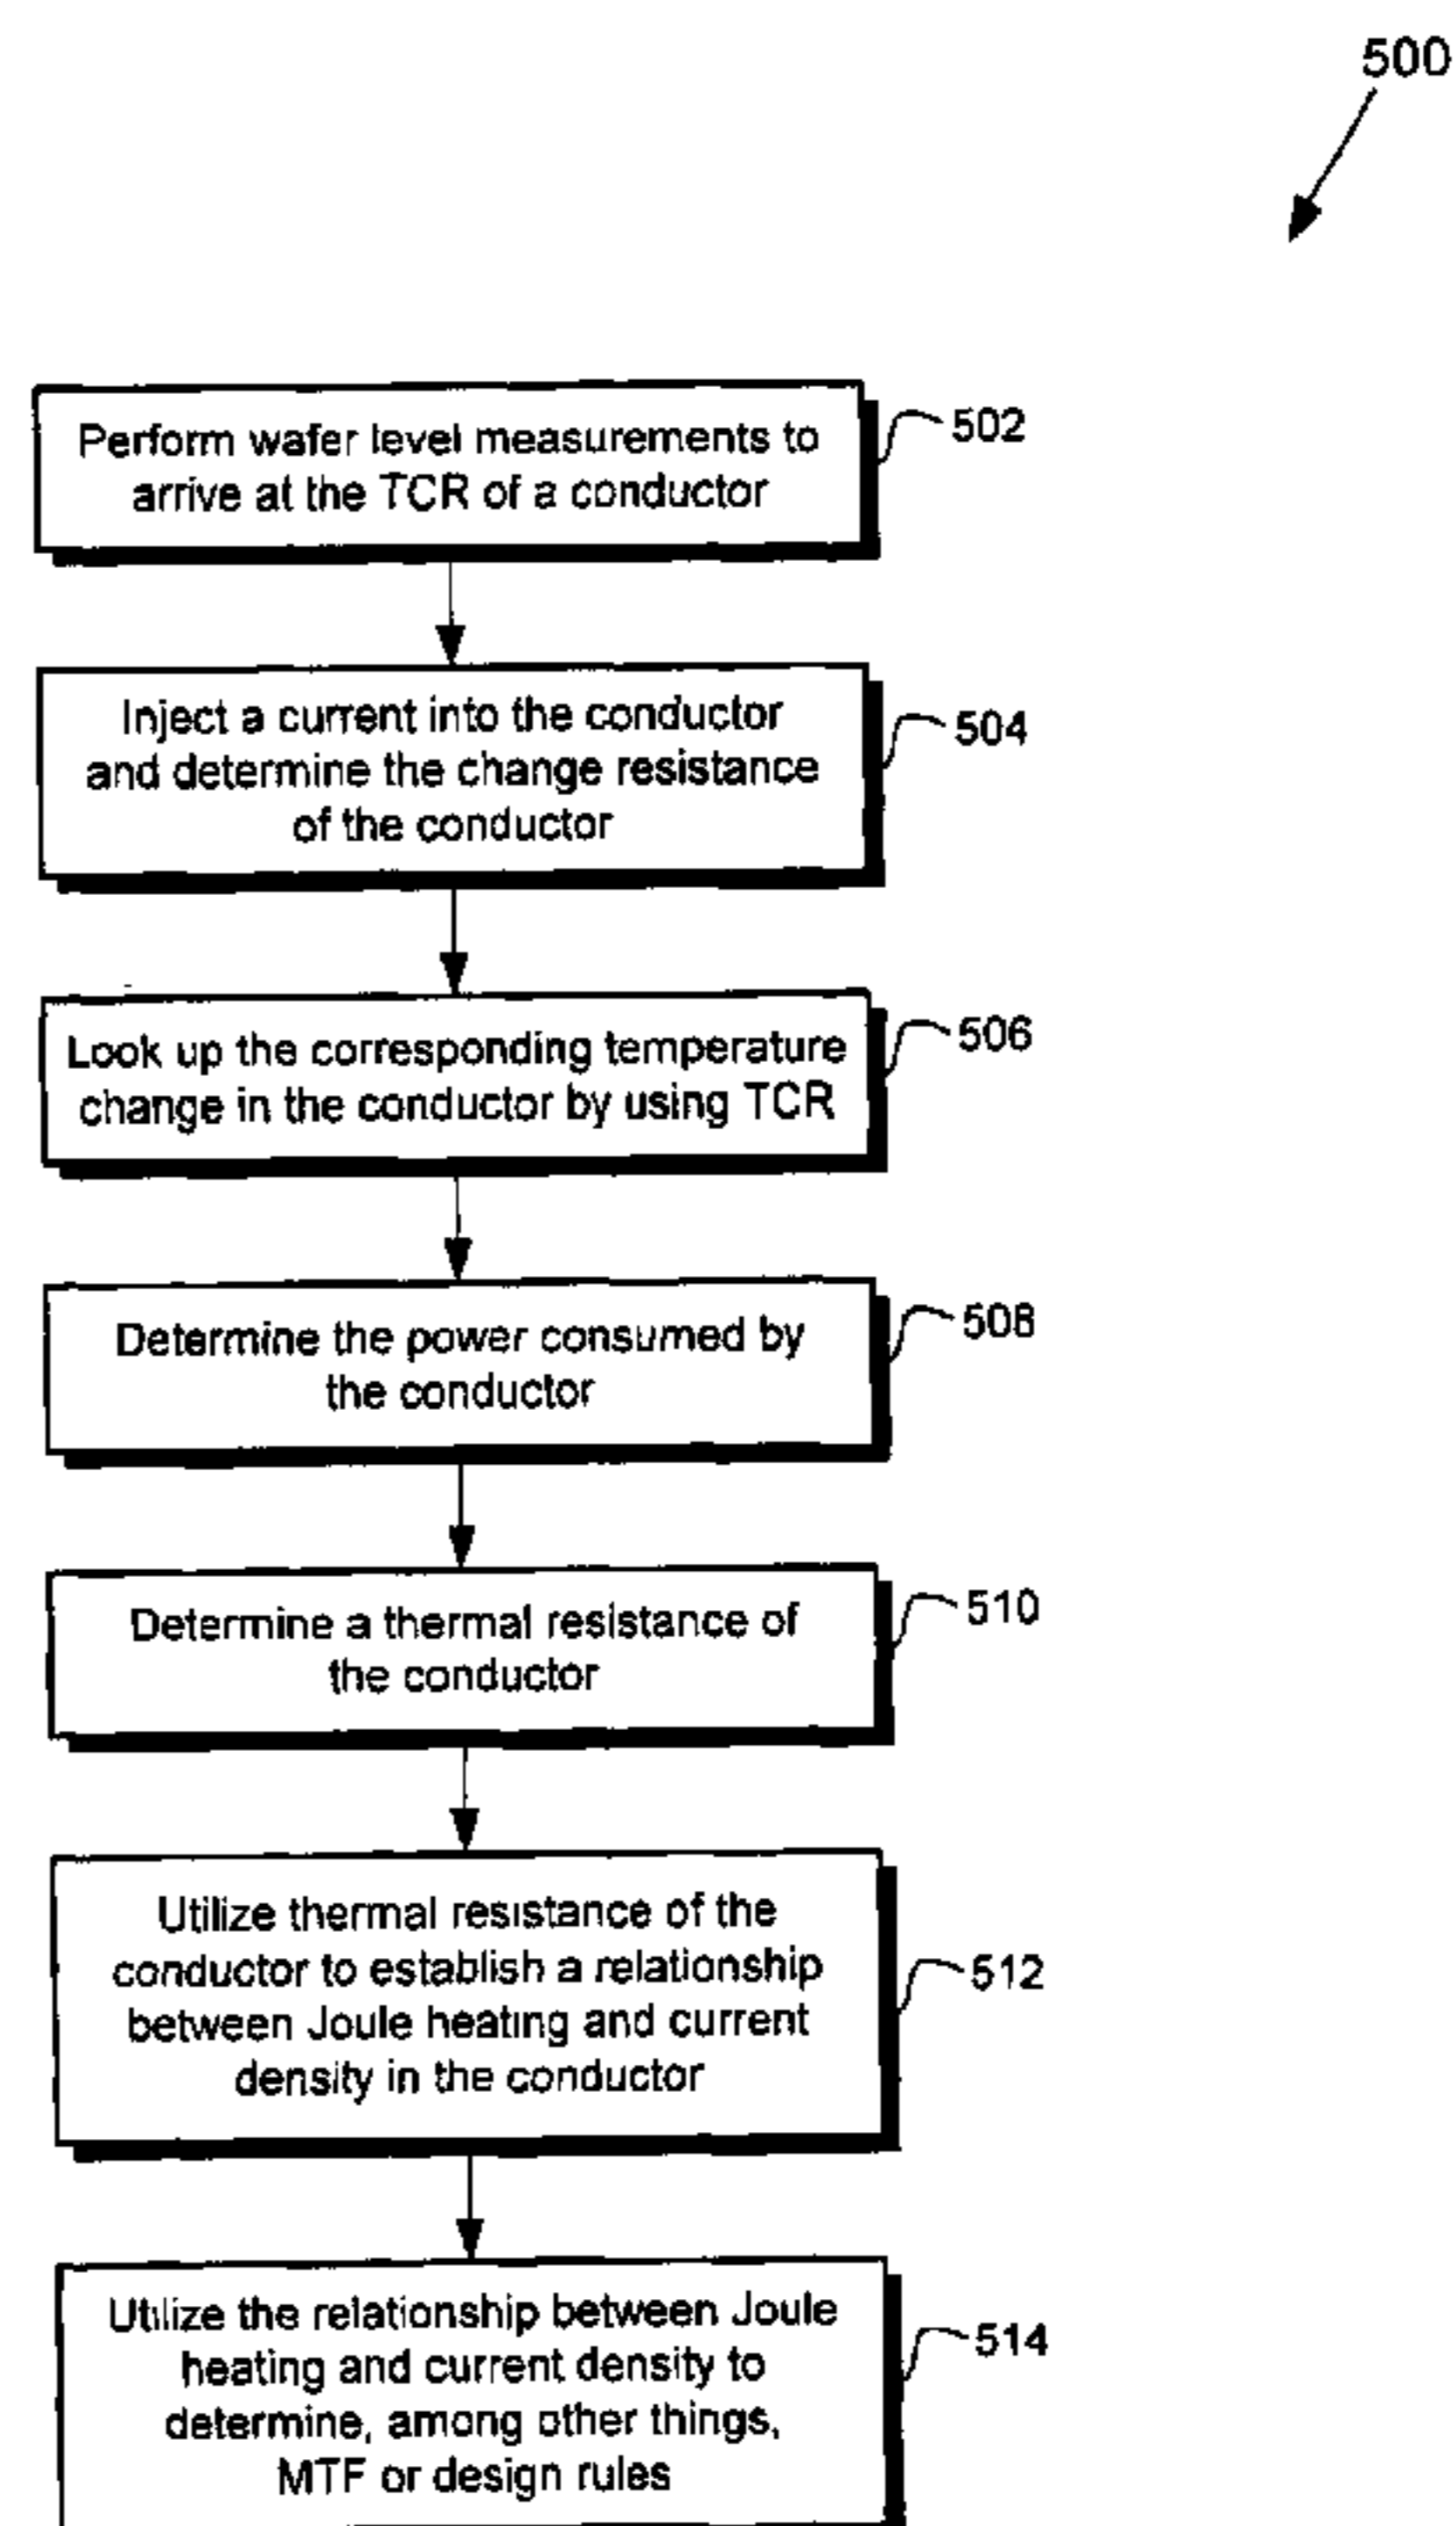 500
Perform wafer level measurements to
arrive at the TCR of a conductor
502
Inject a current into the conductor
and determine the change resistance
of the conductor
504
Look up the corresponding temperature
change in the conductor by using TCR
506
Determine the power consumed by
the conductor
508
Determine a thermal resistance of
the conductor
510
Utilize thermal resistance of the
conductor to establish a relationship
between Joule heating and current
density in the conductor
512
Utilize the relationship between Joule
heating and current density to
determine, among other things,
MTF or design rules
514